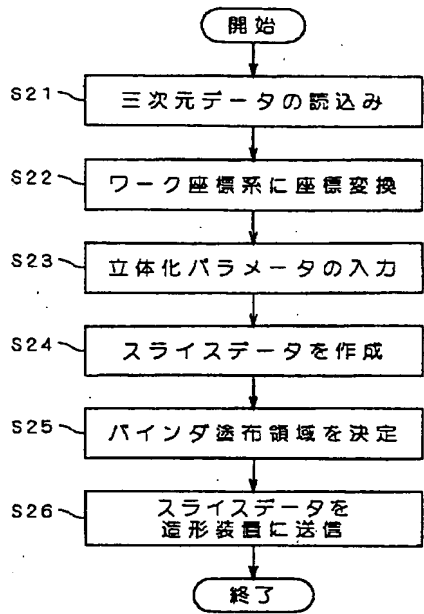 開始
S21 三次元データの読込み
S22 ワーク座標系に座標変換
S23 立体化パラメータの入力
S24 スライスデータを作成
S25 バインダ塗布領域を決定
S26 スライスデータを
造形装置に送信
終了